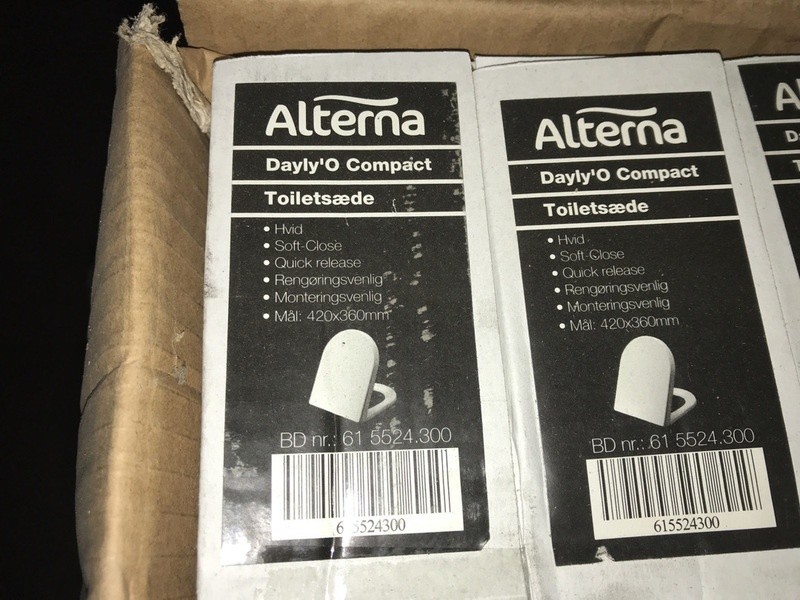 Alterna
Dayly'O Compact
Toiletsæde
• Hvid
• Soft-Close
• Quick release
• Rengøringsvenlig
• Monteringsvenlig
• Mål: 420x360mm
BD nr.: 61 5524.300
615524300
Alterna
Dayly'O Compact
Toiletsæde
• Hvid
• Soft-Close
• Quick release
• Rengøringsvenlig
• Monteringsvenlig
• Mål: 420x360mm
BD nr.: 61 5524.300
615524300